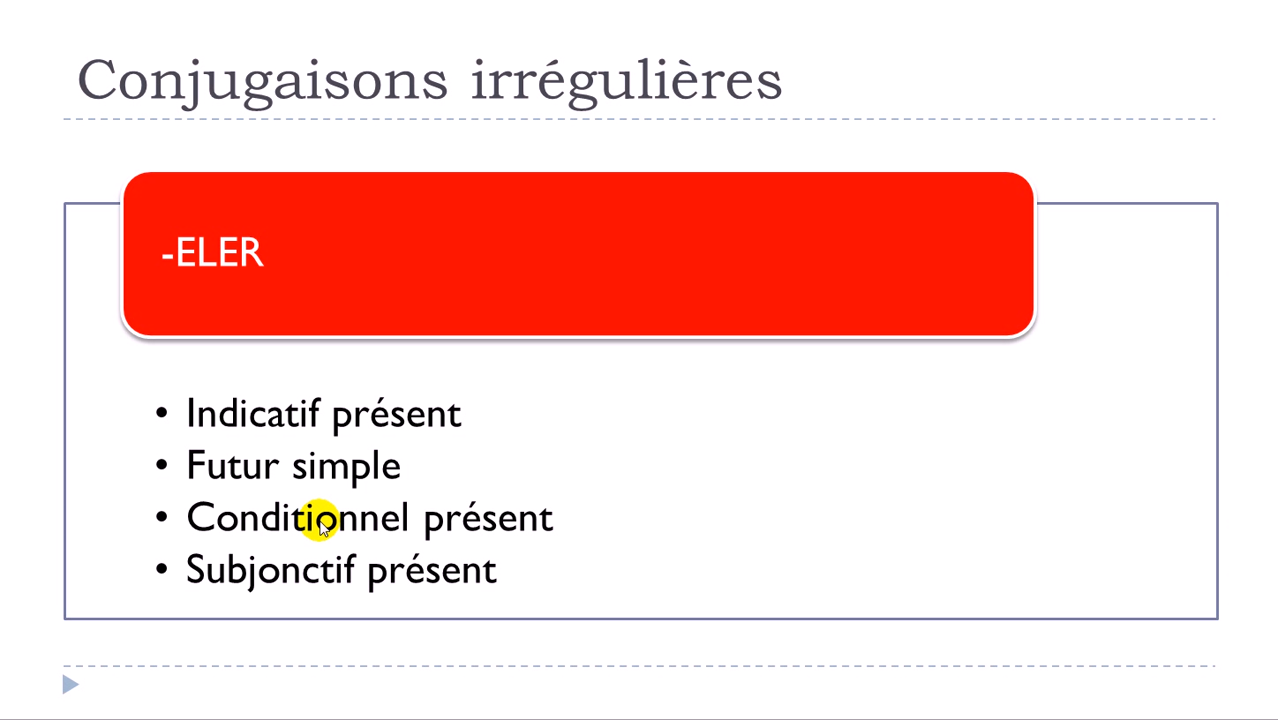 Conjugaisons irrégulières
-ELER
• Indicatif présent
• Futur simple
• Conditionnel présent
• Subjonctif présent